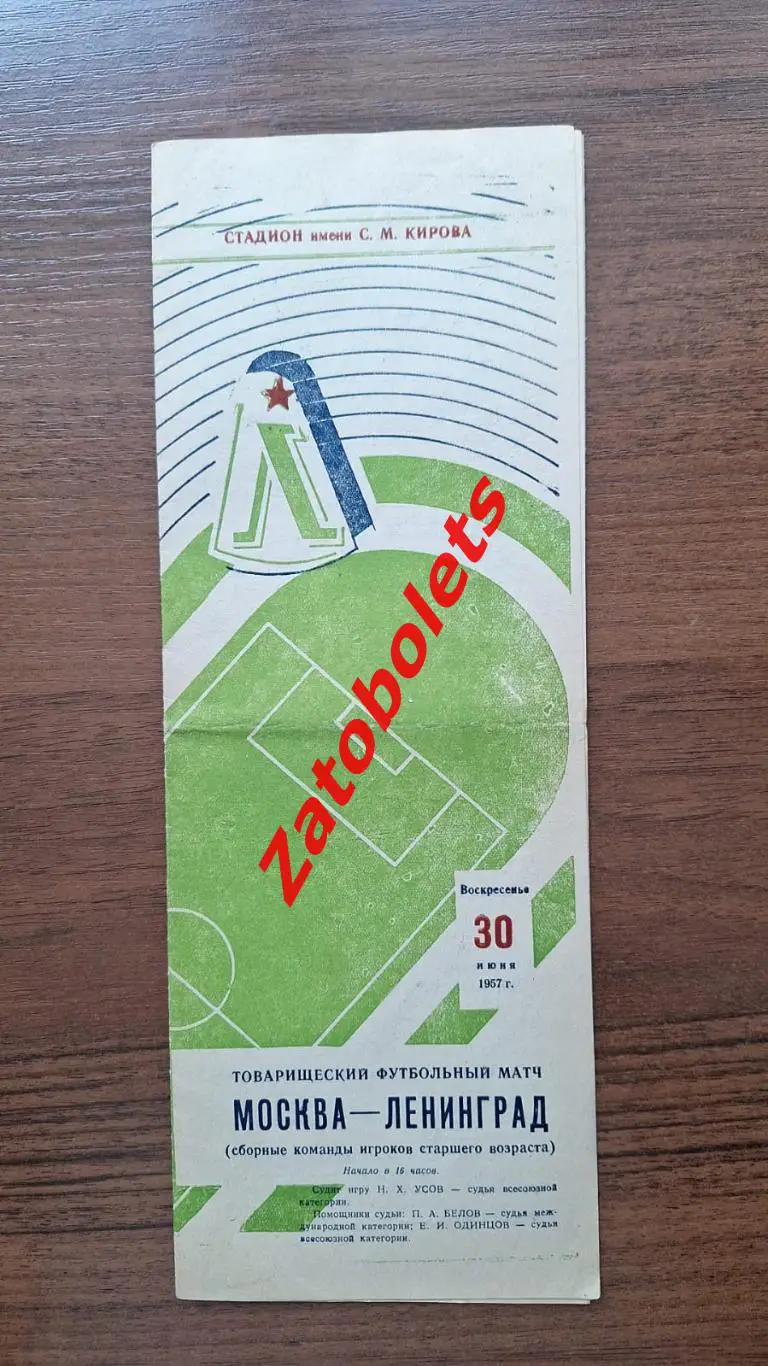 СТАДИОН имени С. М. КИРОВА
Л
Zatobolets
Воскресенье
30
июня
1957 г.
ТОВАРИЩЕСКИЙ ФУТБОЛЬНЫЙ МАТЧ
МОСКВА—ЛЕНИНГРАД
(сборные команды игроков старшего возраста)
Начало в 16 часов.
Судит игру Н. Х. УСОВ — судья всесоюзной
категории.
Помощники судьи: П. А. БЕЛОВ — судья меж-
дународной категории; Е. И. ОДИНЦОВ — судья
всесоюзной категории.